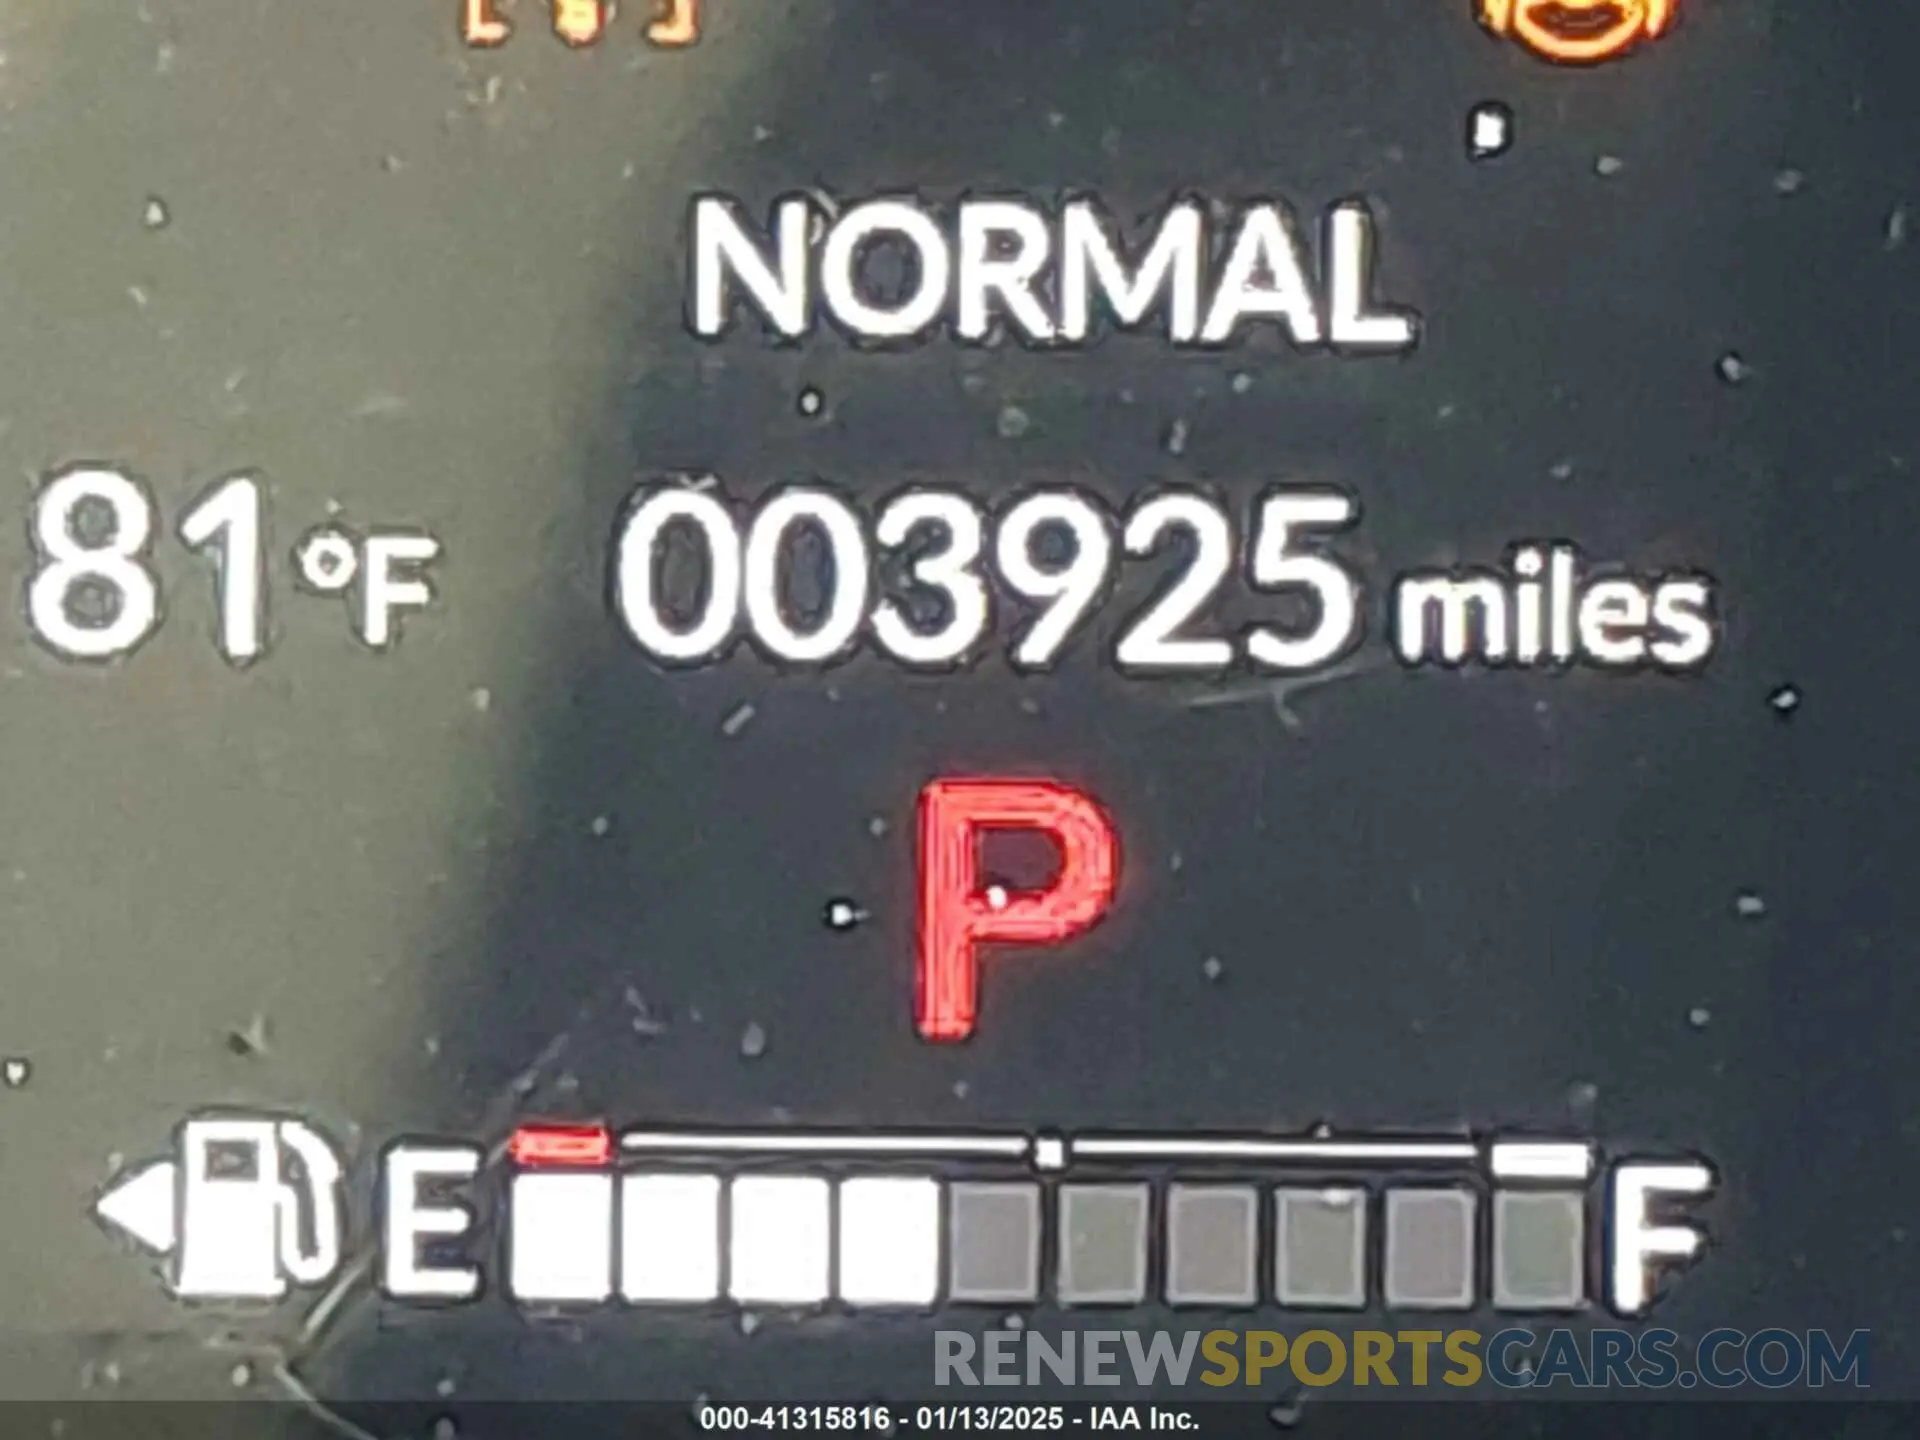 NORMAL
81°F 003925 miles
P
E F
RENEWSPORTSCARS.COM
000-41315816 - 01/13/2025 - IAA Inc.